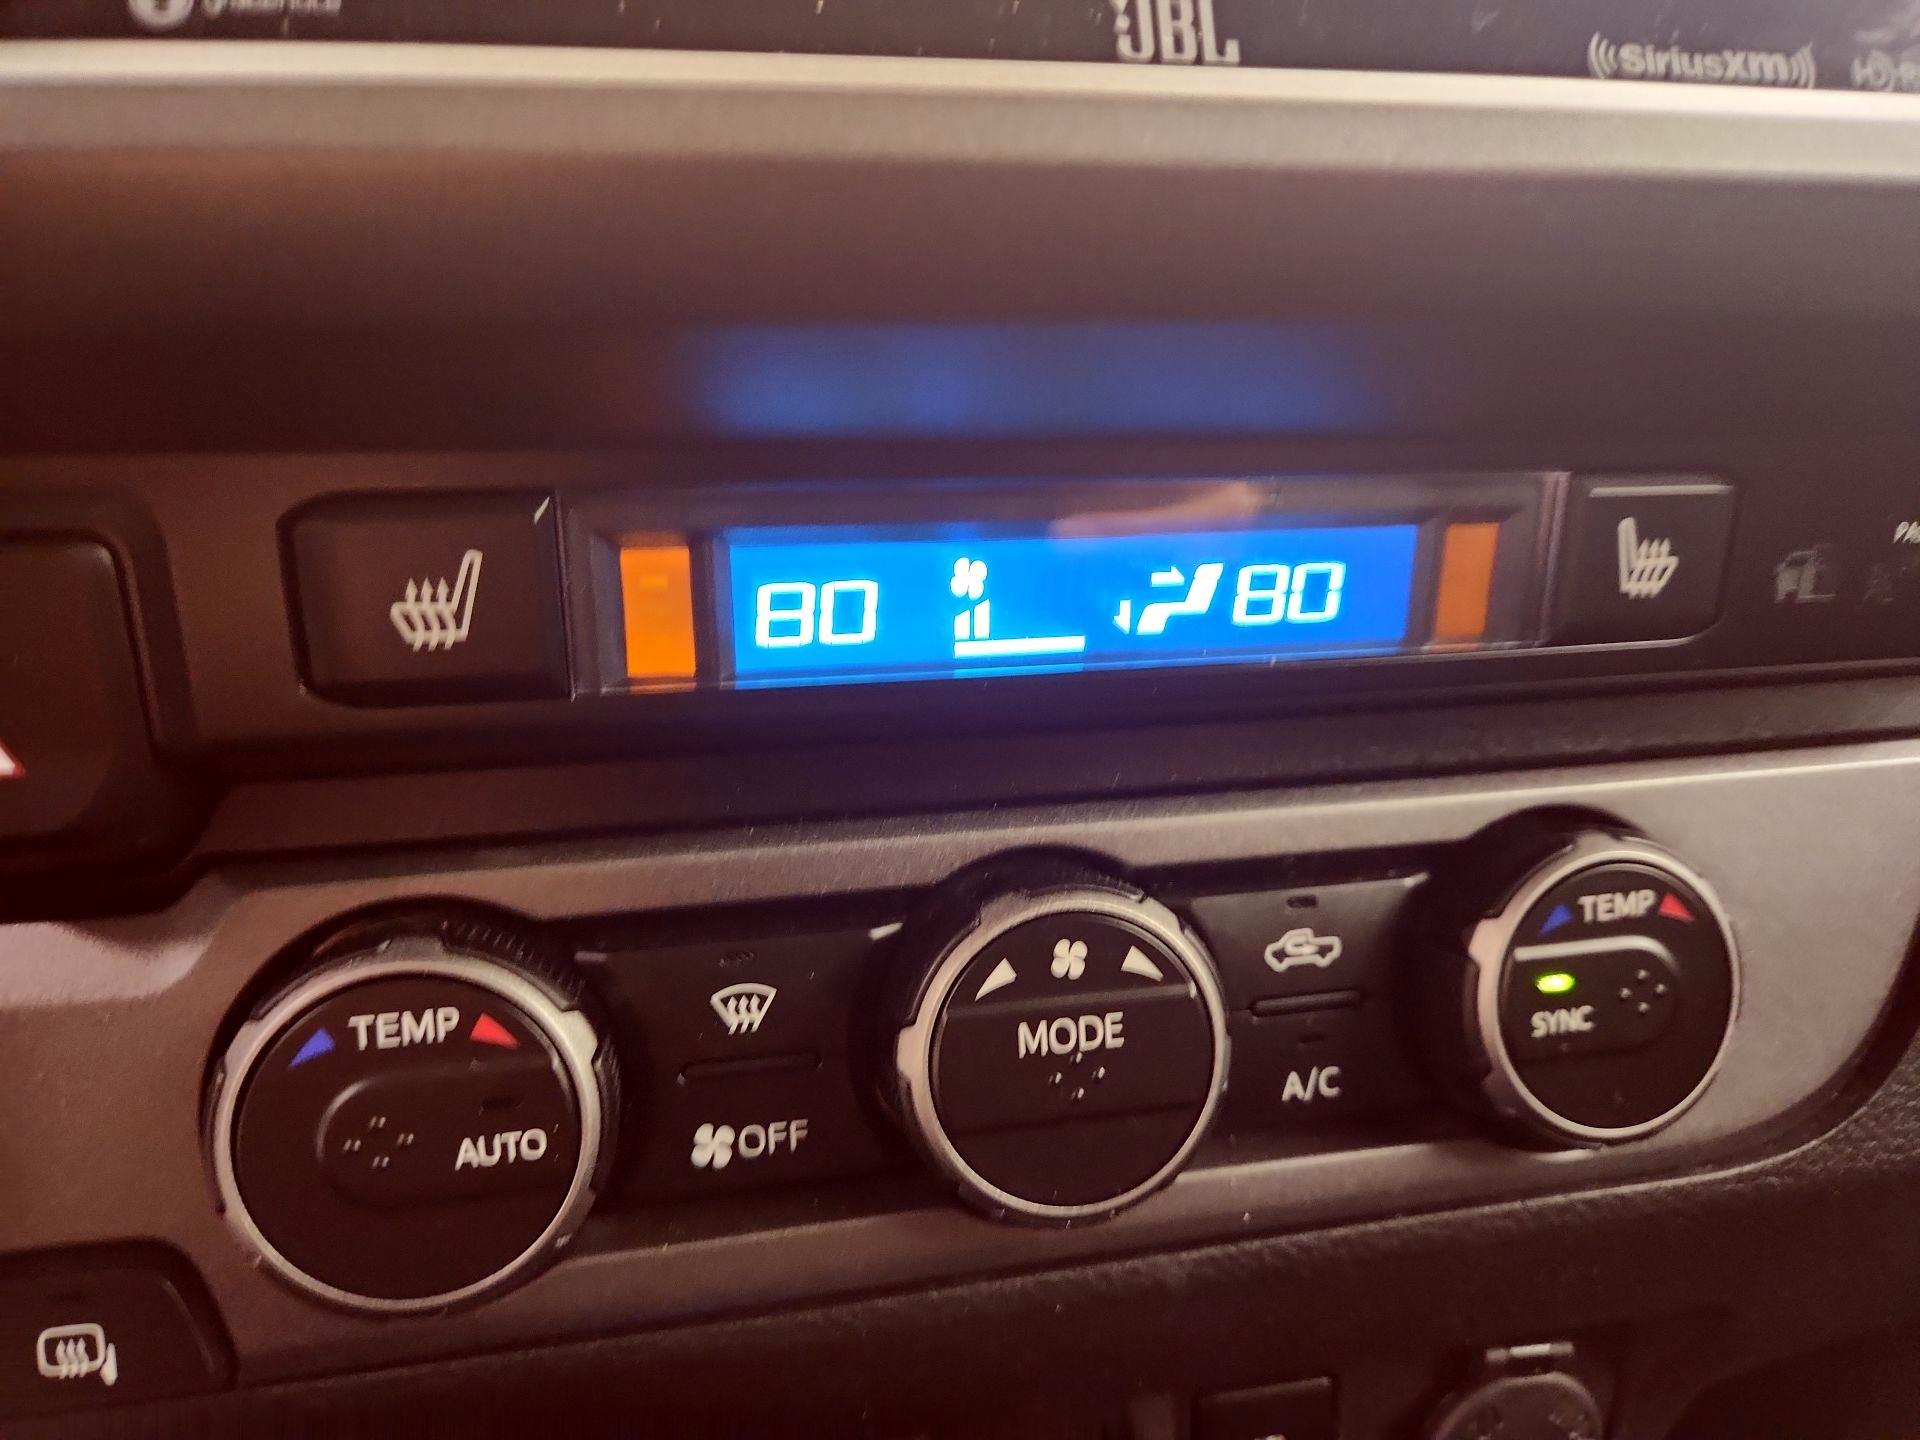 JBL
((SiriusXM))
80 80
TEMP
AUTO
OFF
MODE
A/C
TEMP
SYNC